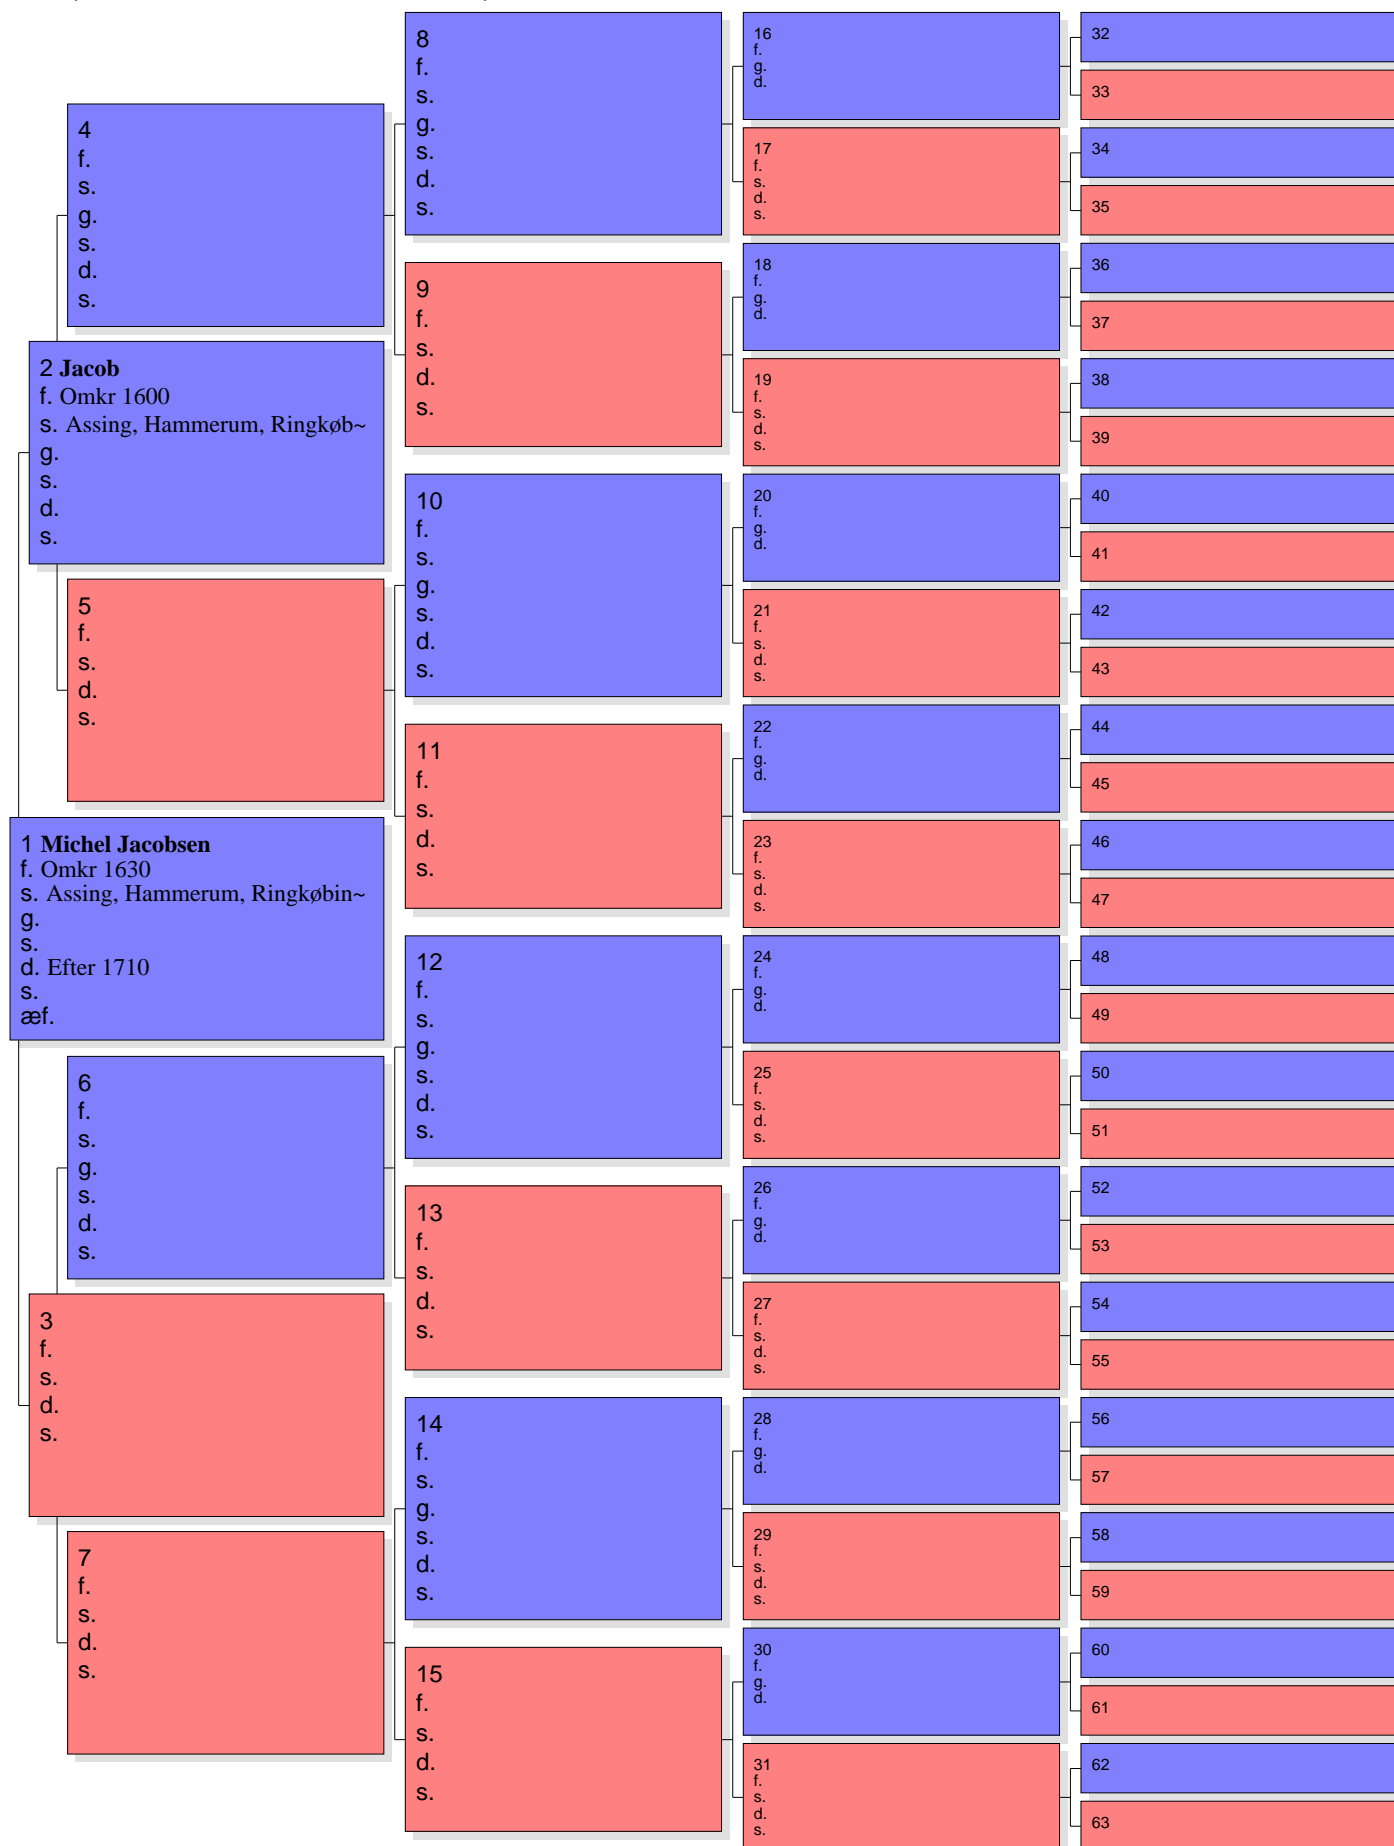 4
f.
s.
g.
s.
d.
s.
2 Jacob
f. Omkr 1600
s. Assing, Hammerum, Ringkøb~
g.
s.
d.
s.
5
f.
s.
d.
s.
1 Michel Jacobsen
f. Omkr 1630
s. Assing, Hammerum, Ringkøbin~
g.
s.
d. Efter 1710
s.
æf.
6
f.
s.
g.
s.
d.
s.
3
f.
s.
d.
s.
7
f.
s.
d.
s.
8
f.
s.
g.
s.
d.
s.
9
f.
s.
d.
s.
10
f.
s.
g.
s.
d.
s.
11
f.
s.
d.
s.
12
f.
s.
g.
s.
d.
s.
13
f.
s.
d.
s.
14
f.
s.
g.
s.
d.
s.
15
f.
s.
d.
s.
16
f.
g.
d.
17
f.
s.
d.
s.
18
f.
g.
d.
19
f.
s.
d.
s.
20
f.
g.
d.
21
f.
s.
d.
s.
22
f.
g.
d.
23
f.
s.
d.
s.
24
f.
g.
d.
25
f.
s.
d.
s.
26
f.
g.
d.
27
f.
s.
d.
s.
28
f.
g.
d.
29
f.
s.
d.
s.
30
f.
g.
d.
31
f.
s.
d.
s.
32
33
34
35
36
37
38
39
40
41
42
43
44
45
46
47
48
49
50
51
52
53
54
55
56
57
58
59
60
61
62
63